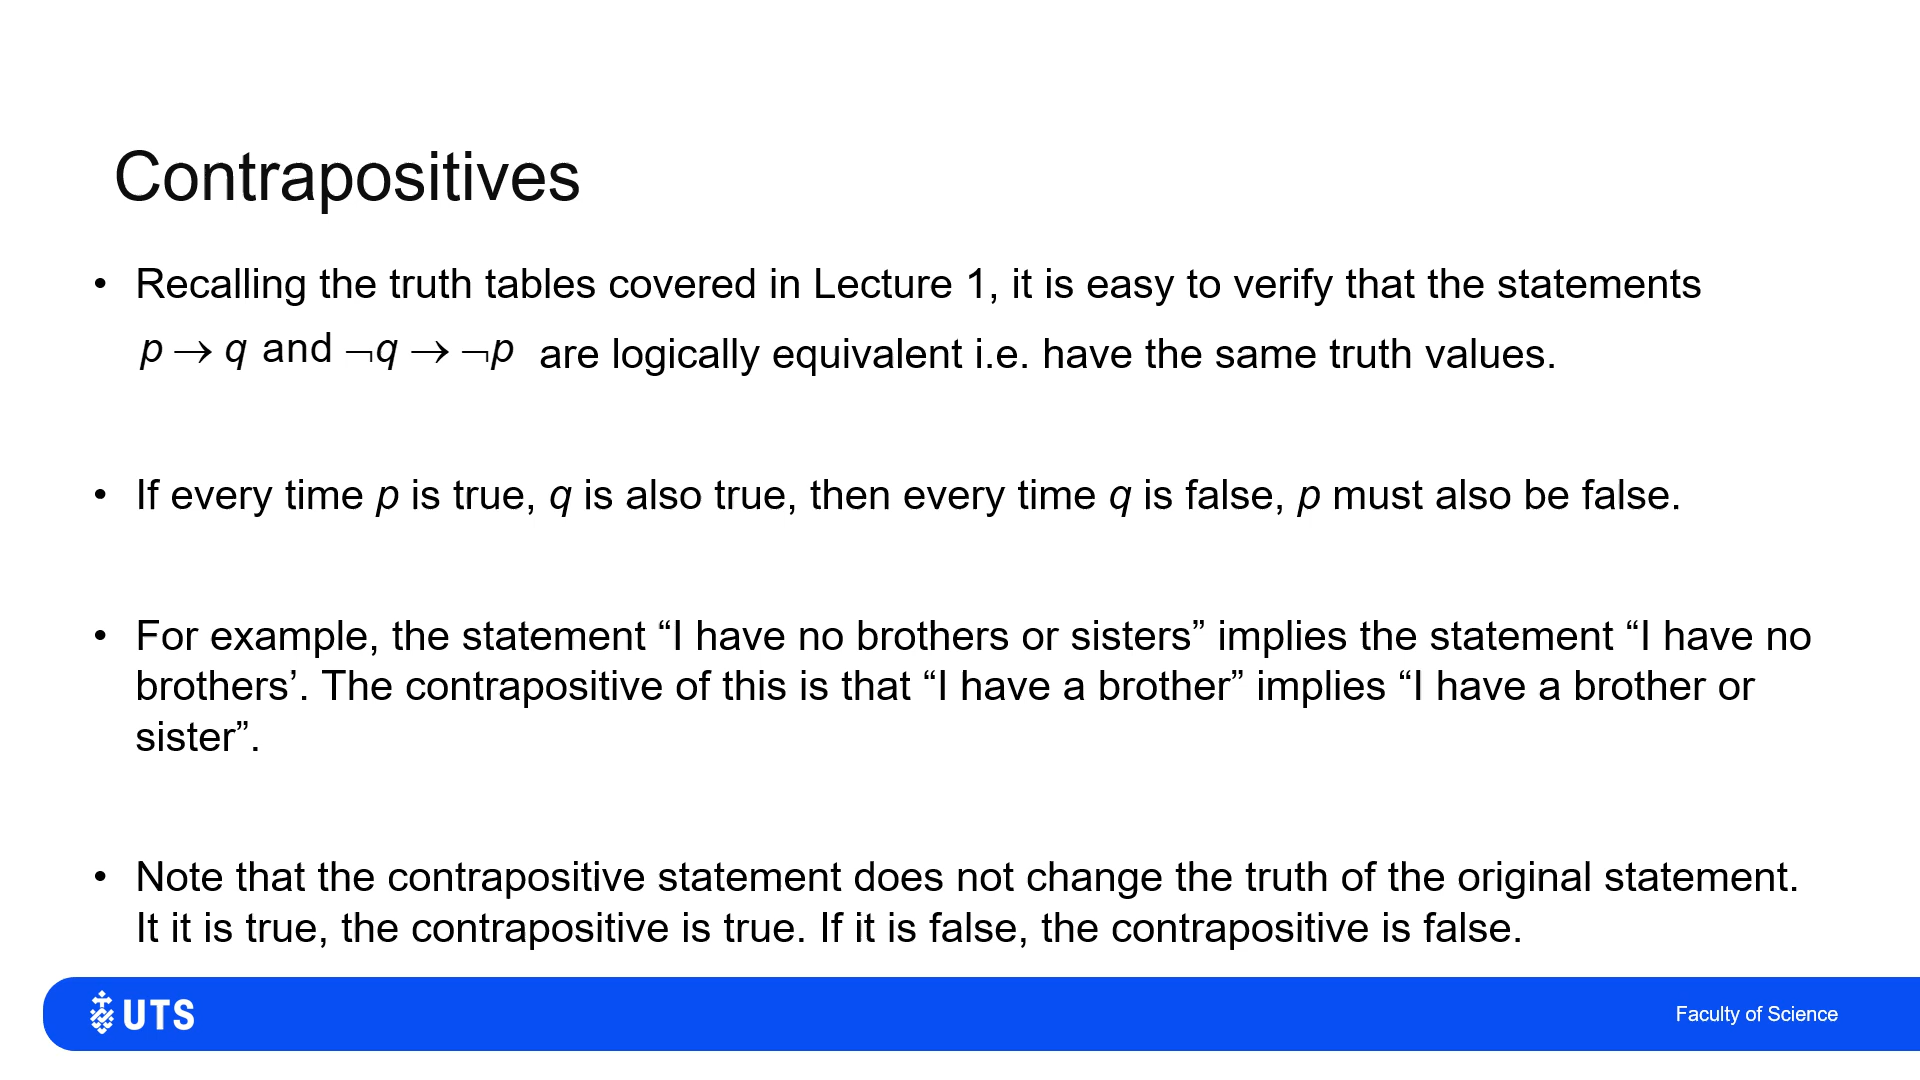 Contrapositives
• Recalling the truth tables covered in Lecture 1, it is easy to verify that the statements
p → q and ¬q → ¬p are logically equivalent i.e. have the same truth values.
• If every time p is true, q is also true, then every time q is false, p must also be false.
• For example, the statement “I have no brothers or sisters” implies the statement “I have no
brothers’. The contrapositive of this is that “I have a brother” implies “I have a brother or
sister”.
• Note that the contrapositive statement does not change the truth of the original statement.
It it is true, the contrapositive is true. If it is false, the contrapositive is false.
UTS
Faculty of Science